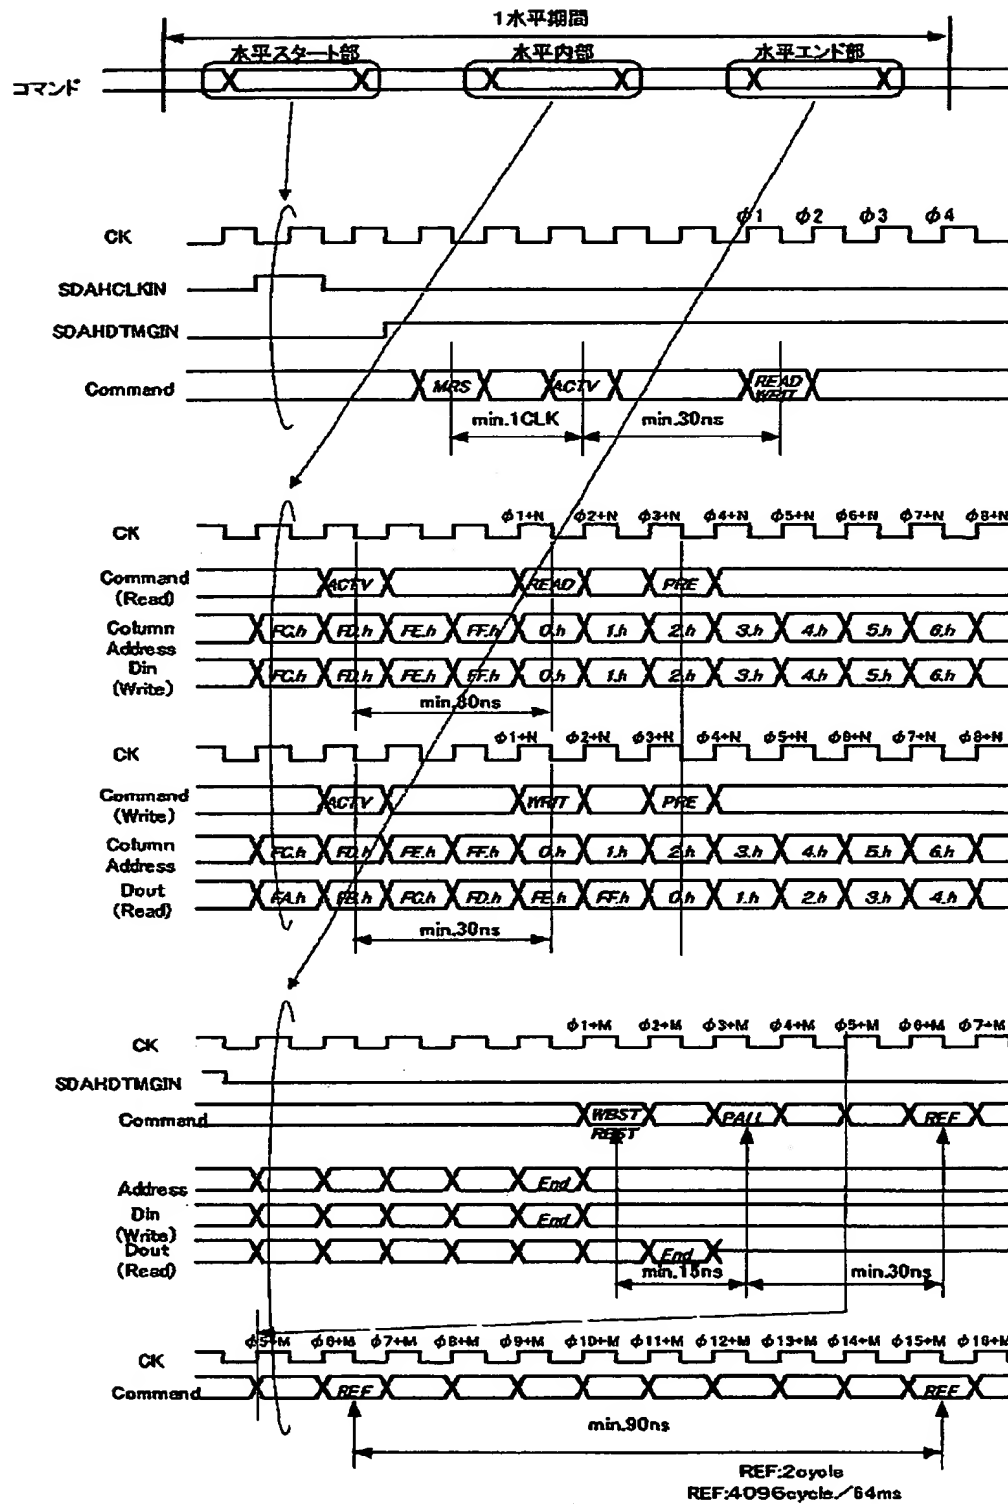 1水平期間
水平スタート部 水平内部 水平エンド部
コマンド
φ1 φ2 φ3 φ4
CK
SDAHCLKIN
SDAHDTMGIN
Command MRS ACTV READ
WRIT
min.1CLK min.30ns
φ1+N φ2+N φ3+N φ4+N φ5+N φ6+N φ7+N φ8+N
CK
Command ACTV READ PRE
(Read)
Column FC.h FD.h FE.h FF.h 0.h 1.h 2.h 3.h 4.h 5.h 6.h
Address
Din FC.h FD.h FE.h FF.h 0.h 1.h 2.h 3.h 4.h 5.h 6.h
(Write)
min.30ns
φ1+N φ2+N φ3+N φ4+N φ5+N φ6+N φ7+N φ8+N
CK
Command ACTV WRIT PRE
(Write)
Column FC.h FD.h FE.h FF.h 0.h 1.h 2.h 3.h 4.h 5.h 6.h
Address
Dout FA.h FB.h FC.h FD.h FE.h FF.h 0.h 1.h 2.h 3.h 4.h
(Read)
min.30ns
φ1+M φ2+M φ3+M φ4+M φ5+M φ6+M φ7+M
CK
SDAHDTMGIN
Command WBST PALL REF
RBST
Address End
Din End
(Write)
Dout End
(Read)
min.15ns min.30ns
φ5+M φ6+M φ7+M φ8+M φ9+M φ10+M φ11+M φ12+M φ13+M φ14+M φ15+M φ16+M
CK
Command REF REF
min.90ns
REF:2cycle
REF:4096cycle/64ms